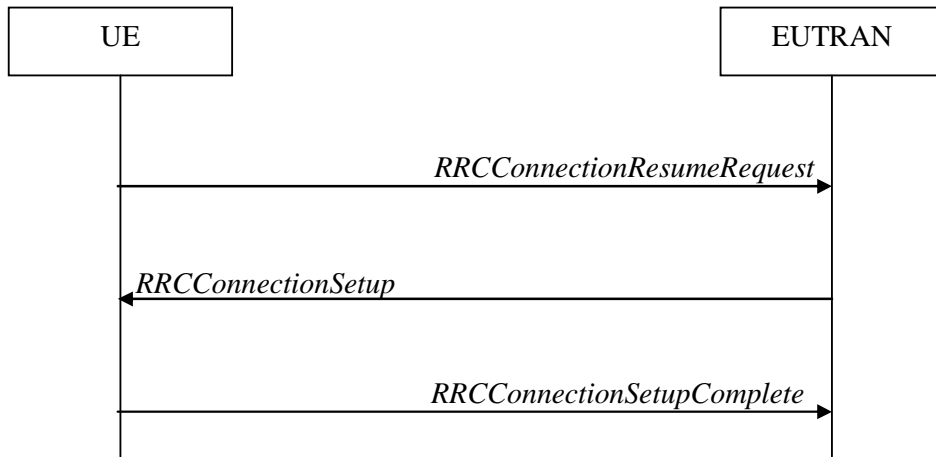 UE
EUTRAN
RRCConnectionResumeRequest
RRCConnectionSetup
RRCConnectionSetupComplete